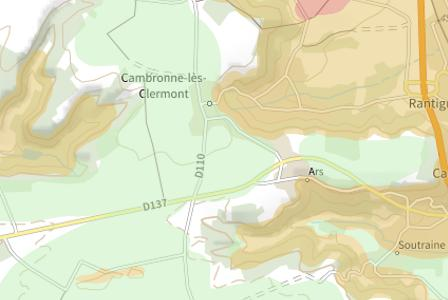 Cambronne-lès-
Clermont
Rantig
D110
Ars
Ca
D137
Soutraine